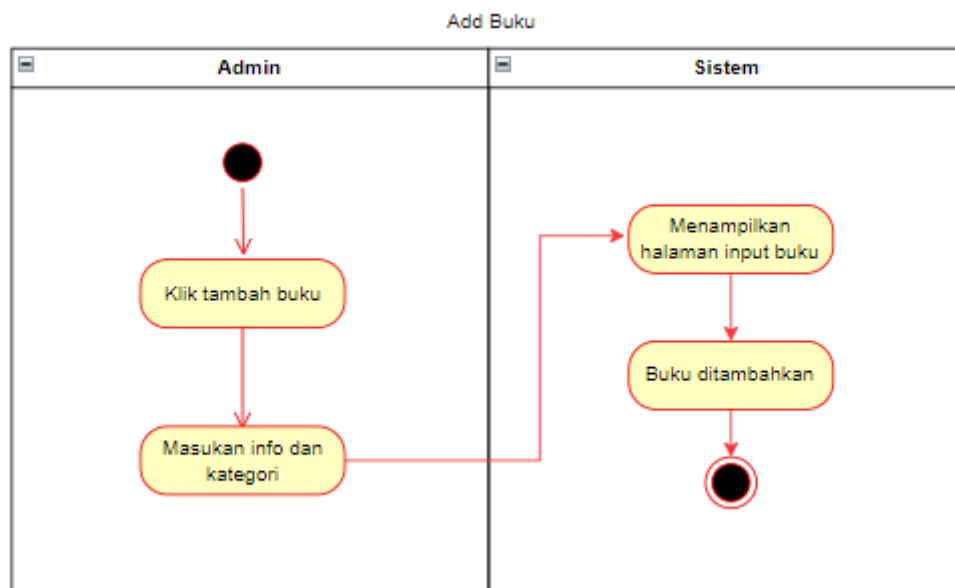 Add Buku
Admin
Sistem
Klik tambah buku
Masukan info dan
kategori
Menampilkan
halaman input buku
Buku ditambahkan